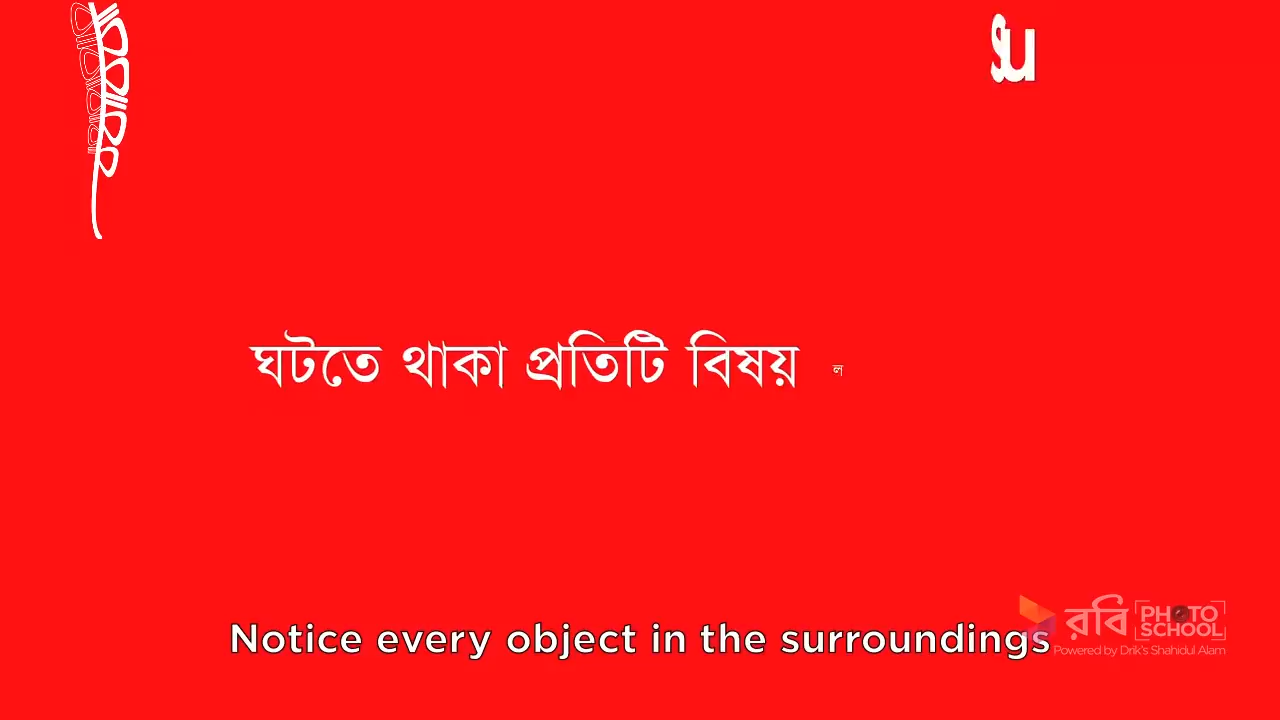 ঘটতে থাকা প্রতিটি বিষয় ল
Notice every object in the surroundings
রবি PHOTO SCHOOL
Powered by Drik's Shahidul Alam